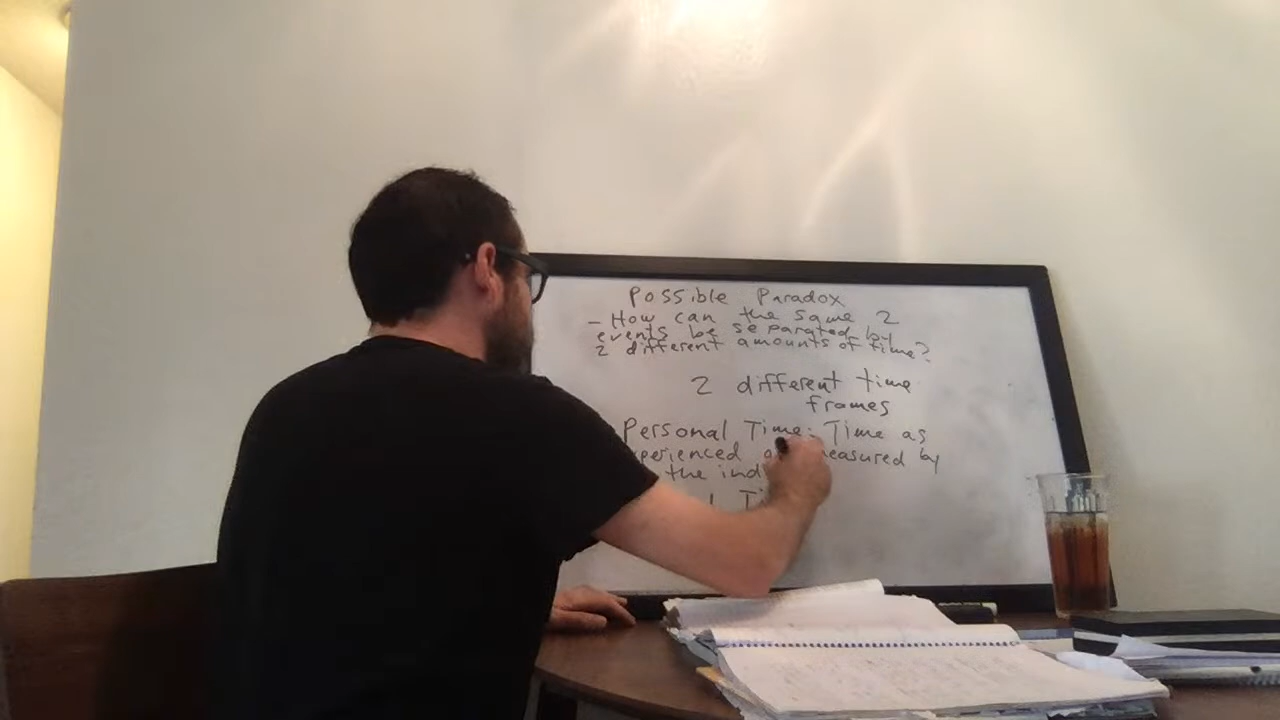 Possible Paradox
- How can the same 2
events be separated by
2 different amounts of time?
2 different time
frames
Personal Time: Time as
measured by
the